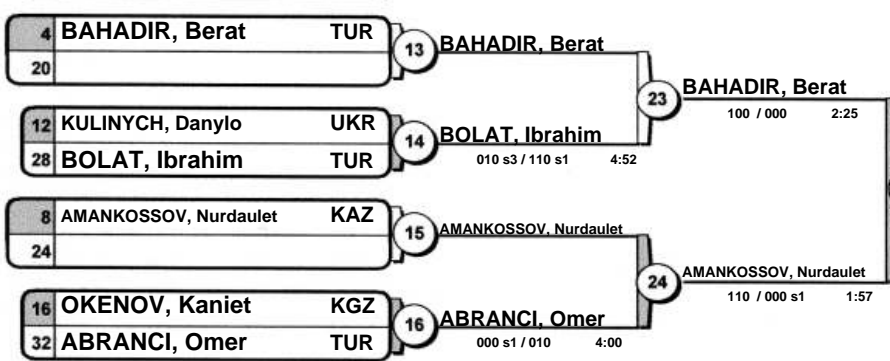 4 BAHADIR, Berat TUR
20
13 BAHADIR, Berat
12 KULINYCH, Danylo UKR
28 BOLAT, Ibrahim TUR
14 BOLAT, Ibrahim
010 s3 / 110 s1 4:52
23 BAHADIR, Berat
100 / 000 2:25
8 AMANKOSSOV, Nurdaulet KAZ
24
15 AMANKOSSOV, Nurdaulet
16 OKENOV, Kaniet KGZ
32 ABRANCI, Omer TUR
16 ABRANCI, Omer
000 s1 / 010 4:00
24 AMANKOSSOV, Nurdaulet
110 / 000 s1 1:57